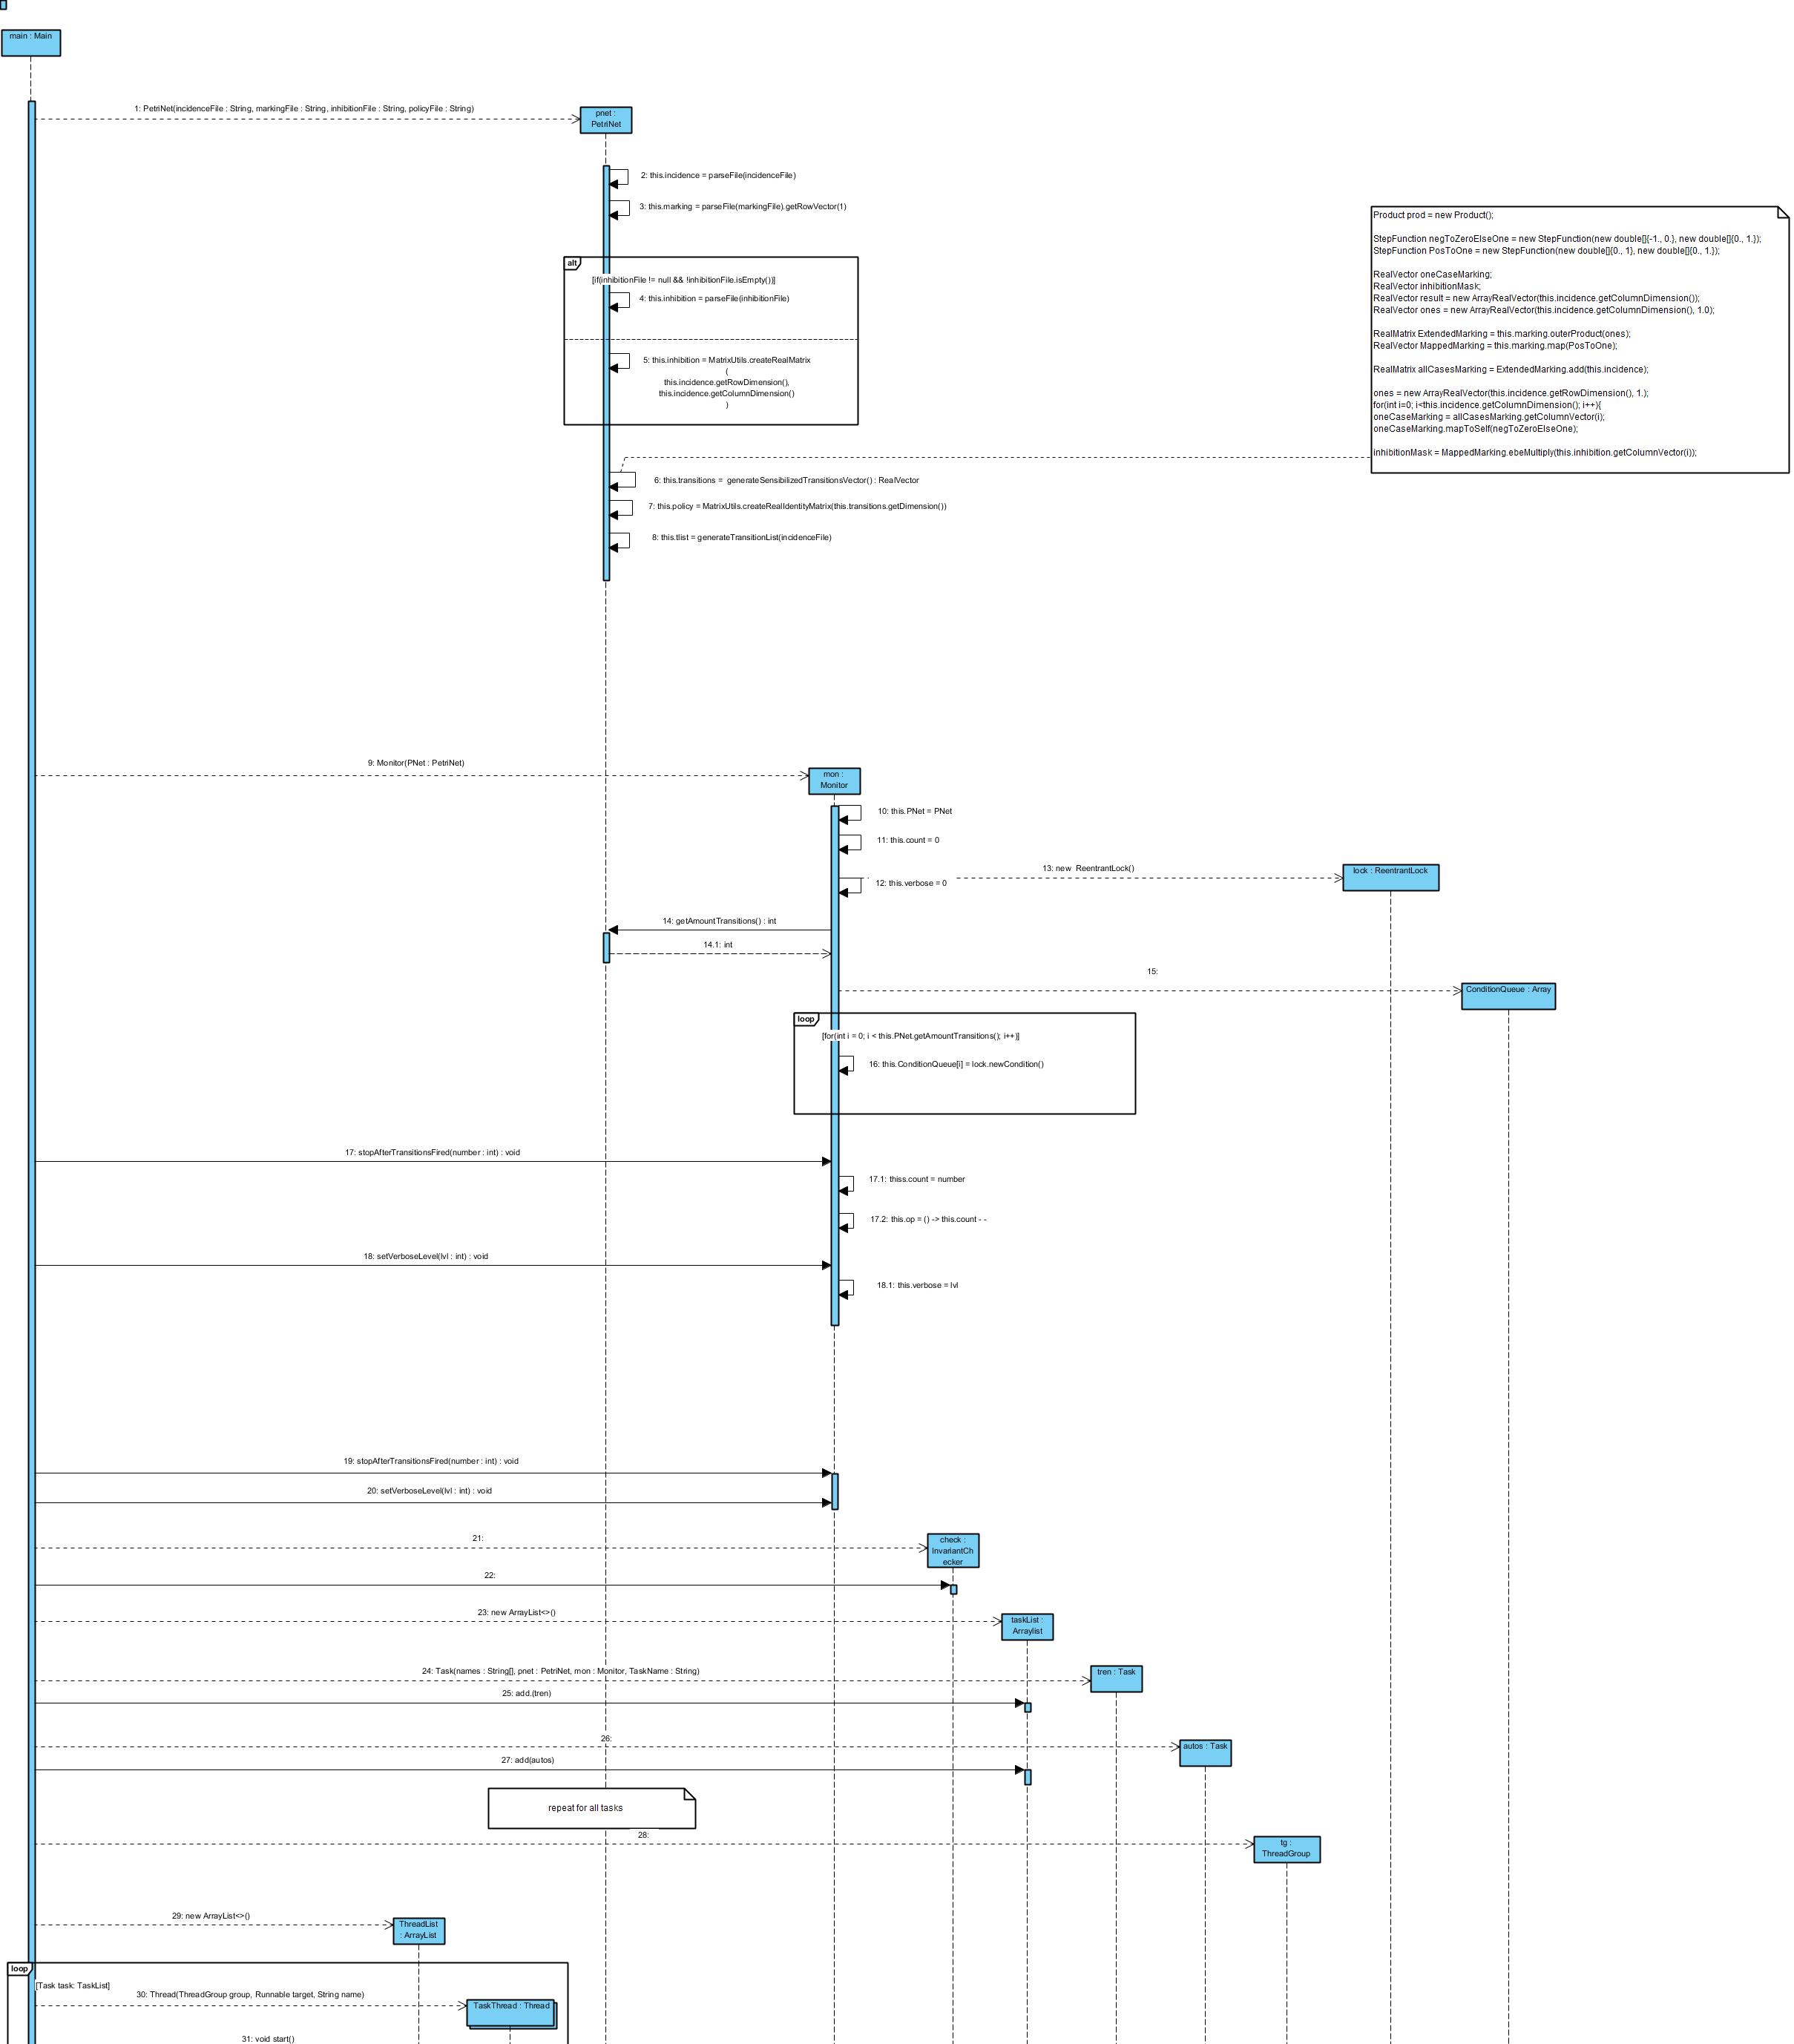 main : Main
1: PetriNet(incidenceFile : String, markingFile : String, inhibitionFile : String, policyFile : String)
pnet :
PetriNet
2: this.incidence = parseFile(incidenceFile)
3: this.marking = parseFile(markingFile).getRowVector(1)
Product prod = new Product();
StepFunction negToZeroElseOne = new StepFunction(new double[]{-1., 0.}, new double[]{0., 1.});
StepFunction PosToOne = new StepFunction(new double[]{0., 1}, new double[]{0., 1.});
RealVector oneCaseMarking;
RealVector inhibitionMask;
RealVector result = new ArrayRealVector(this.incidence.getColumnDimension());
RealVector ones = new ArrayRealVector(this.incidence.getColumnDimension(), 1.0);
RealMatrix ExtendedMarking = this.marking.outerProduct(ones);
RealVector MappedMarking = this.marking.map(PosToOne);
RealMatrix allCasesMarking = ExtendedMarking.add(this.incidence);
ones = new ArrayRealVector(this.incidence.getRowDimension(), 1.);
for(int i=0; i<this.incidence.getColumnDimension(); i++){
oneCaseMarking = allCasesMarking.getColumnVector(i);
oneCaseMarking.mapToSelf(negToZeroElseOne);
inhibitionMask = MappedMarking.ebeMultiply(this.inhibition.getColumnVector(i));
alt
[if(inhibitionFile != null && !inhibitionFile.isEmpty())]
4: this.inhibition = parseFile(inhibitionFile)
5: this.inhibition = MatrixUtils.createRealMatrix
(
this.incidence.getRowDimension(),
this.incidence.getColumnDimension()
)
6: this.transitions = generateSensibilizedTransitionsVector() : RealVector
7: this.policy = MatrixUtils.createRealIdentityMatrix(this.transitions.getDimension())
8: this.tlist = generateTransitionList(incidenceFile)
9: Monitor(PNet : PetriNet)
mon :
Monitor
10: this.PNet = PNet
11: this.count = 0
13: new ReentrantLock()
lock : ReentrantLock
12: this.verbose = 0
14: getAmountTransitions() : int
14.1: int
15:
ConditionQueue : Array
loop
[for(int i = 0; i < this.PNet.getAmountTransitions(); i++)]
16: this.ConditionQueue[i] = lock.newCondition()
17: stopAfterTransitionsFired(number : int) : void
17.1: thiss.count = number
17.2: this.op = () -> this.count - -
18: setVerboseLevel(lvl : int) : void
18.1: this.verbose = lvl
19: stopAfterTransitionsFired(number : int) : void
20: setVerboseLevel(lvl : int) : void
21:
check :
InvariantCh
ecker
22:
23: new ArrayList<>()
taskList :
Arraylist
24: Task(names : String[], pnet : PetriNet, mon : Monitor, TaskName : String)
tren : Task
25: add.(tren)
26:
autos : Task
27: add(autos)
repeat for all tasks
28:
tg :
ThreadGroup
29: new ArrayList<>()
ThreadList
: ArrayList
loop
[Task task: TaskList]
30: Thread(ThreadGroup group, Runnable target, String name)
TaskThread : Thread
31: void start()